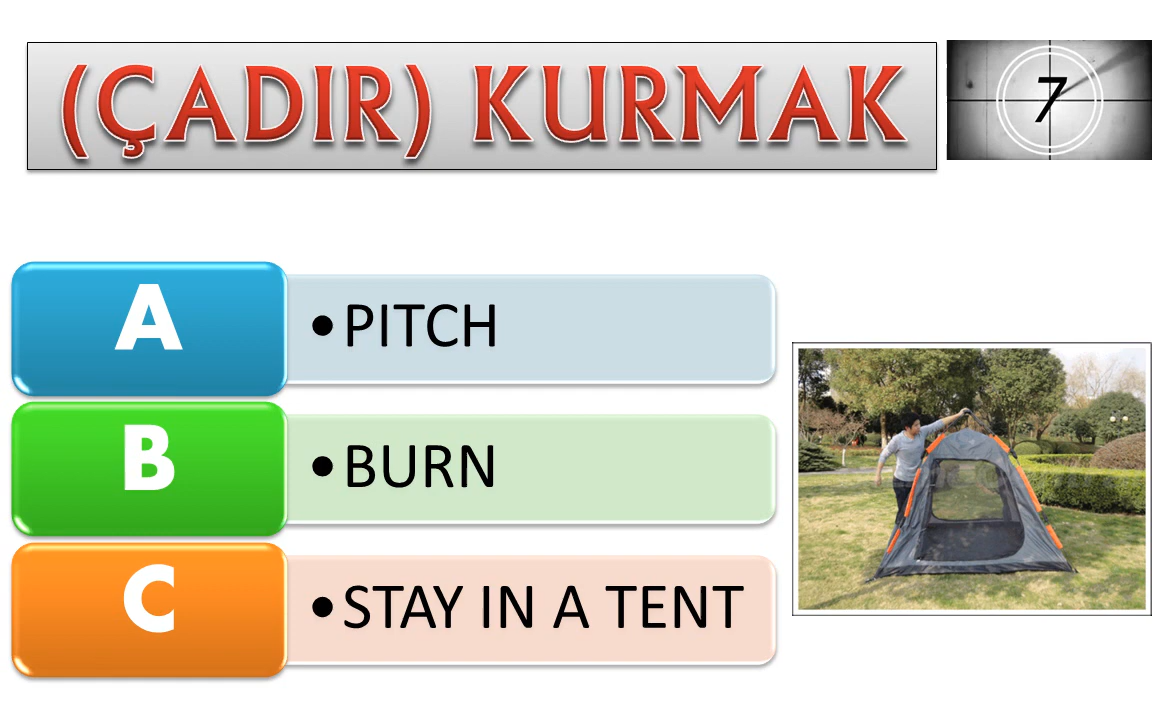 (ÇADIR) KURMAK
7
A
•PITCH
B
•BURN
C
•STAY IN A TENT